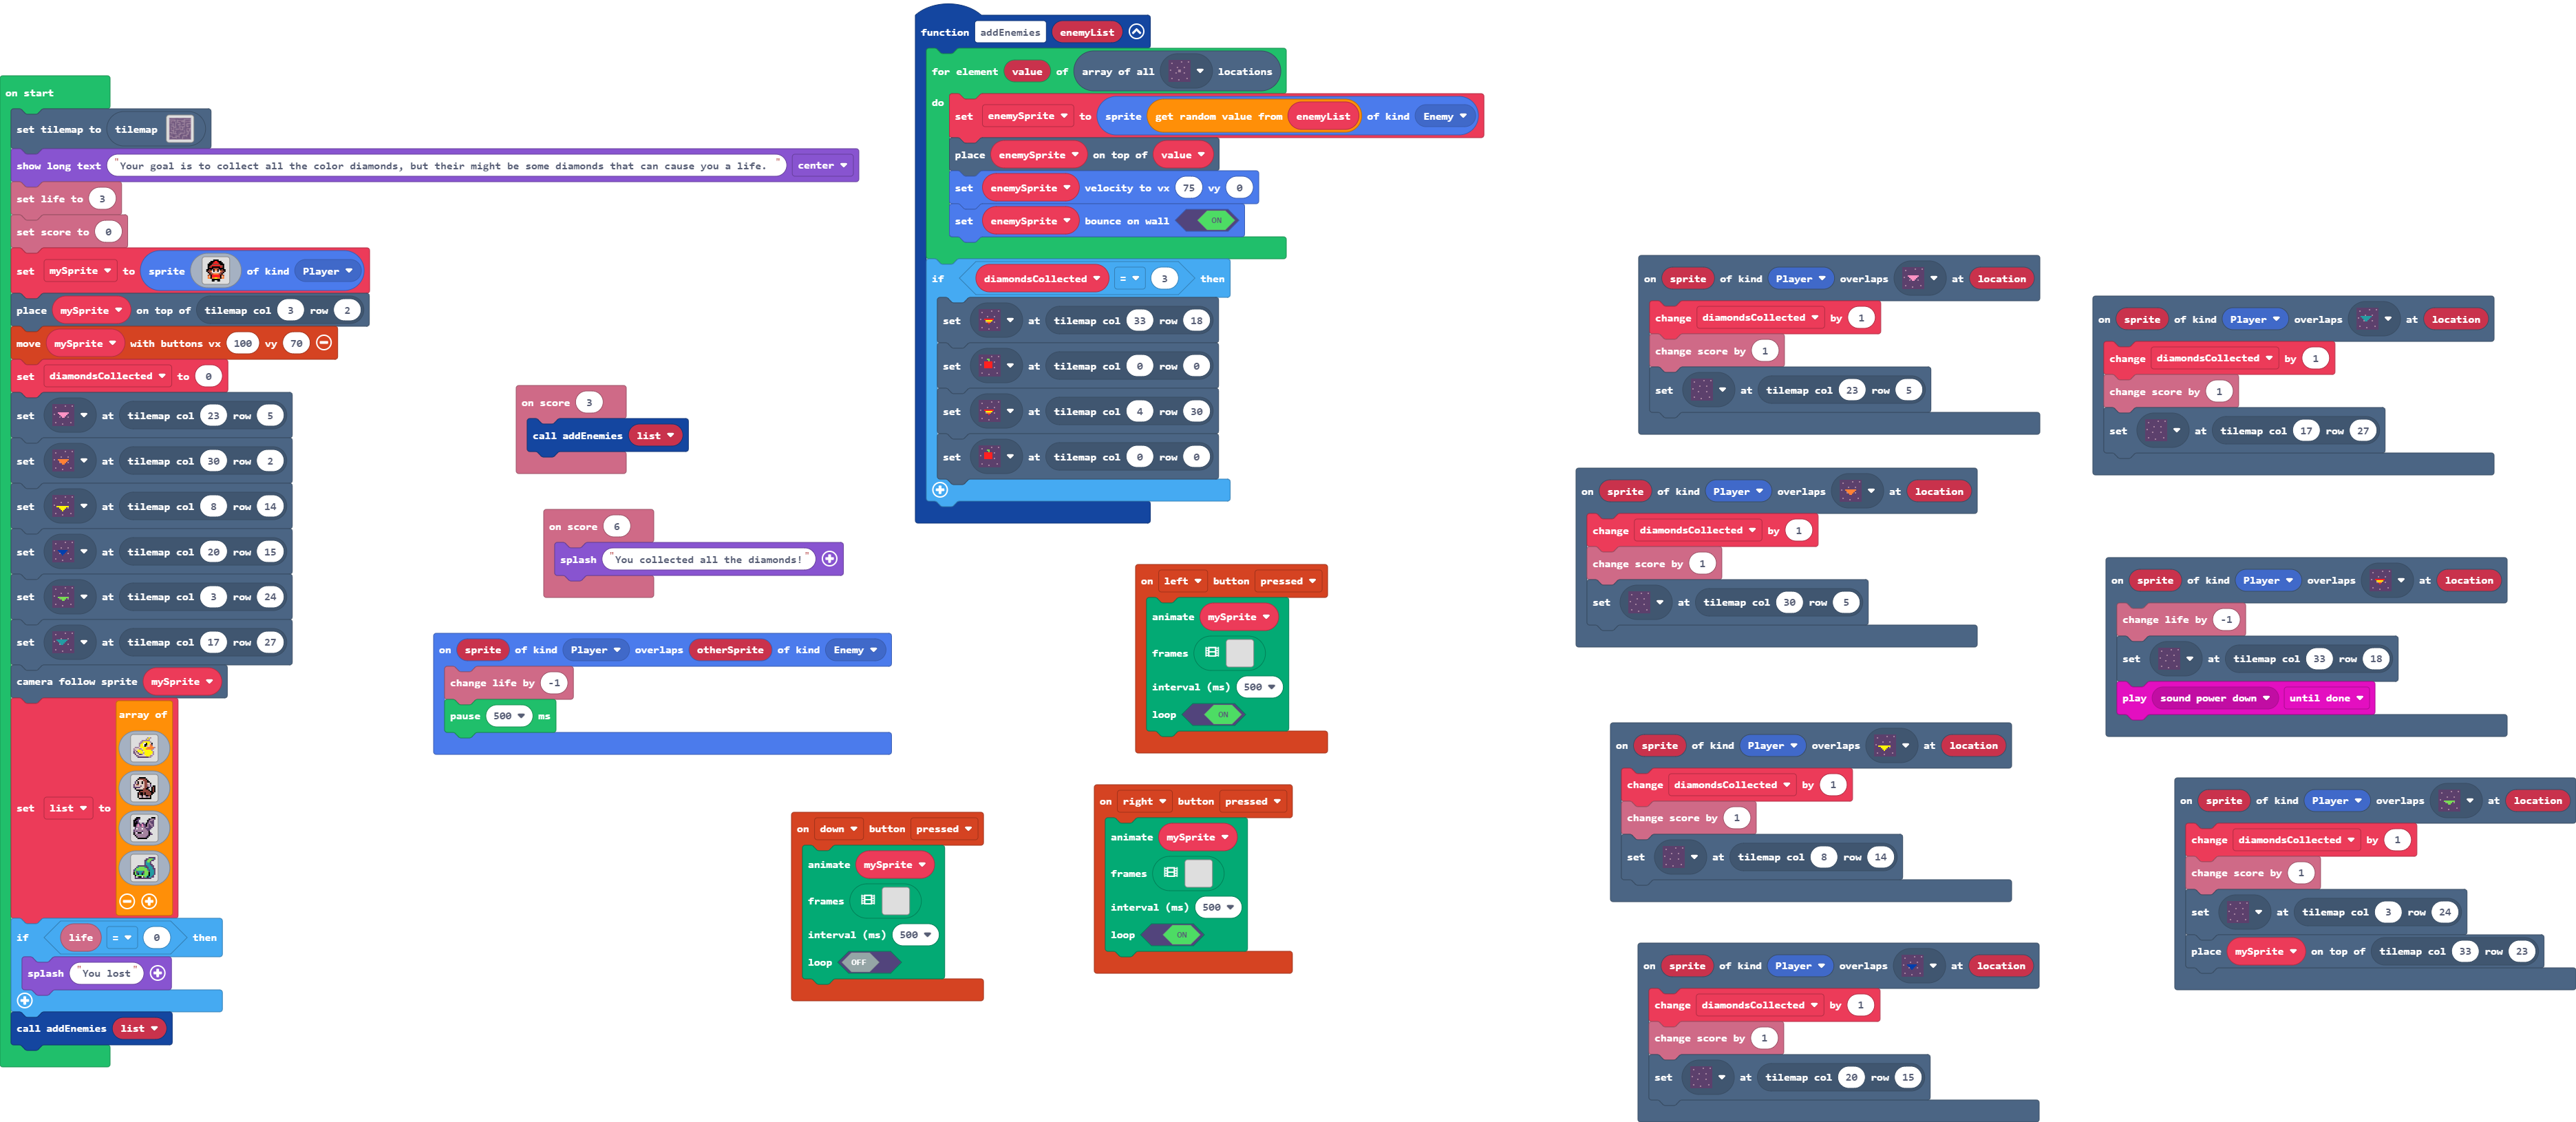 on start
set tilemap to tilemap
show long text "Your goal is to collect all the color diamonds, but their might be some diamonds that can cause you a life. " center
set life to 3
set score to 0
set mySprite to sprite of kind Player
place mySprite on top of tilemap col 3 row 2
move mySprite with buttons vx 100 vy 70
set diamondsCollected to 0
set at tilemap col 23 row 5
set at tilemap col 30 row 2
set at tilemap col 8 row 14
set at tilemap col 20 row 15
set at tilemap col 3 row 24
set at tilemap col 17 row 27
camera follow sprite mySprite
set list to array of
if life = 0 then
splash "You lost"
call addEnemies list
on score 3
call addEnemies list
on score 6
splash "You collected all the diamonds!"
on sprite of kind Player overlaps otherSprite of kind Enemy
change life by -1
pause 500 ms
function addEnemies enemyList
for element value of array of all locations
do
set enemySprite to sprite get random value from enemyList of kind Enemy
place enemySprite on top of value
set enemySprite velocity to vx 75 vy 0
set enemySprite bounce on wall ON
if diamondsCollected = 3 then
set at tilemap col 33 row 18
set at tilemap col 0 row 0
set at tilemap col 4 row 30
set at tilemap col 0 row 0
on left button pressed
animate mySprite
frames
interval (ms) 500
loop ON
on down button pressed
animate mySprite
frames
interval (ms) 500
loop OFF
on right button pressed
animate mySprite
frames
interval (ms) 500
loop ON
on sprite of kind Player overlaps at location
change diamondsCollected by 1
change score by 1
set at tilemap col 23 row 5
on sprite of kind Player overlaps at location
change diamondsCollected by 1
change score by 1
set at tilemap col 30 row 5
on sprite of kind Player overlaps at location
change diamondsCollected by 1
change score by 1
set at tilemap col 8 row 14
on sprite of kind Player overlaps at location
change diamondsCollected by 1
change score by 1
set at tilemap col 20 row 15
on sprite of kind Player overlaps at location
change diamondsCollected by 1
change score by 1
set at tilemap col 17 row 27
on sprite of kind Player overlaps at location
change life by -1
set at tilemap col 33 row 18
play sound power down until done
on sprite of kind Player overlaps at location
change diamondsCollected by 1
change score by 1
set at tilemap col 3 row 24
place mySprite on top of tilemap col 33 row 23